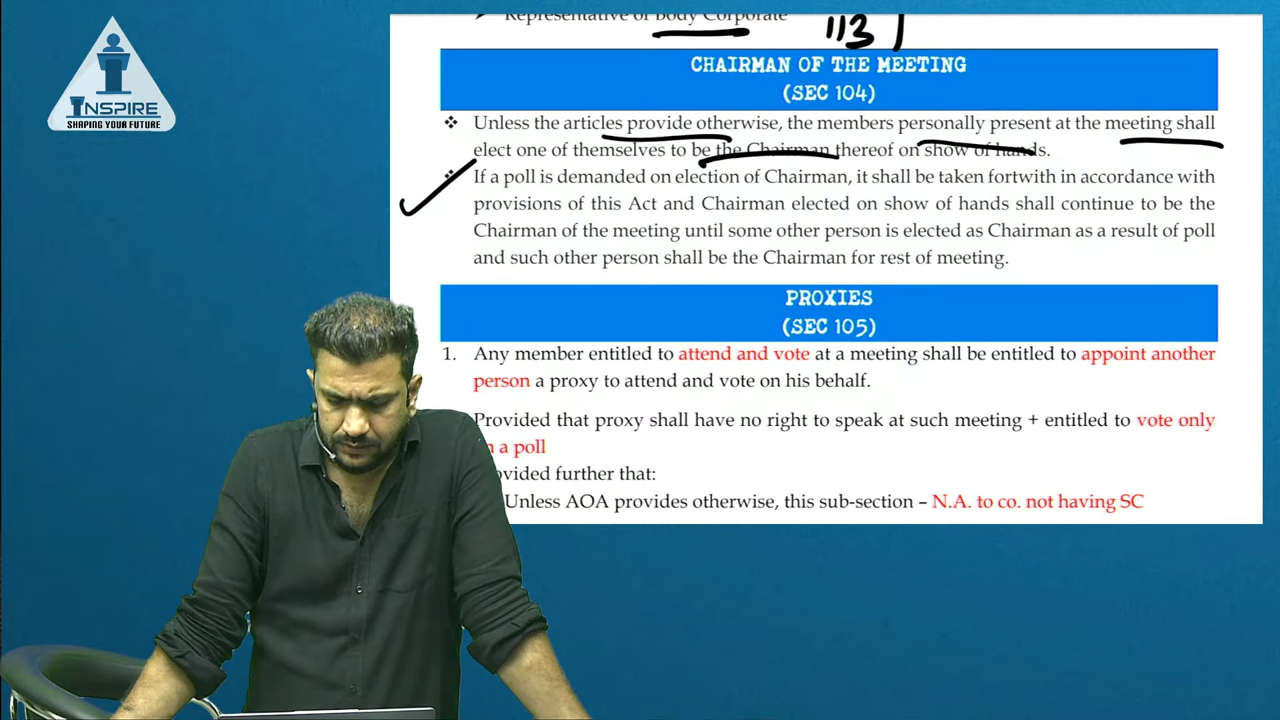 INSPIRE
SHAPING YOUR FUTURE
Representative of Body Corporate
113
CHAIRMAN OF THE MEETING
(SEC 104)
❖ Unless the articles provide otherwise, the members personally present at the meeting shall
elect one of themselves to be the Chairman thereof on show of hands.
If a poll is demanded on election of Chairman, it shall be taken forthwith in accordance with
provisions of this Act and Chairman elected on show of hands shall continue to be the
Chairman of the meeting until some other person is elected as Chairman as a result of poll
and such other person shall be the Chairman for rest of meeting.
PROXIES
(SEC 105)
1. Any member entitled to attend and vote at a meeting shall be entitled to appoint another
person a proxy to attend and vote on his behalf.
Provided that proxy shall have no right to speak at such meeting + entitled to vote only
a poll
further that:
Unless AOA provides otherwise, this sub-section – N.A. to co. not having SC